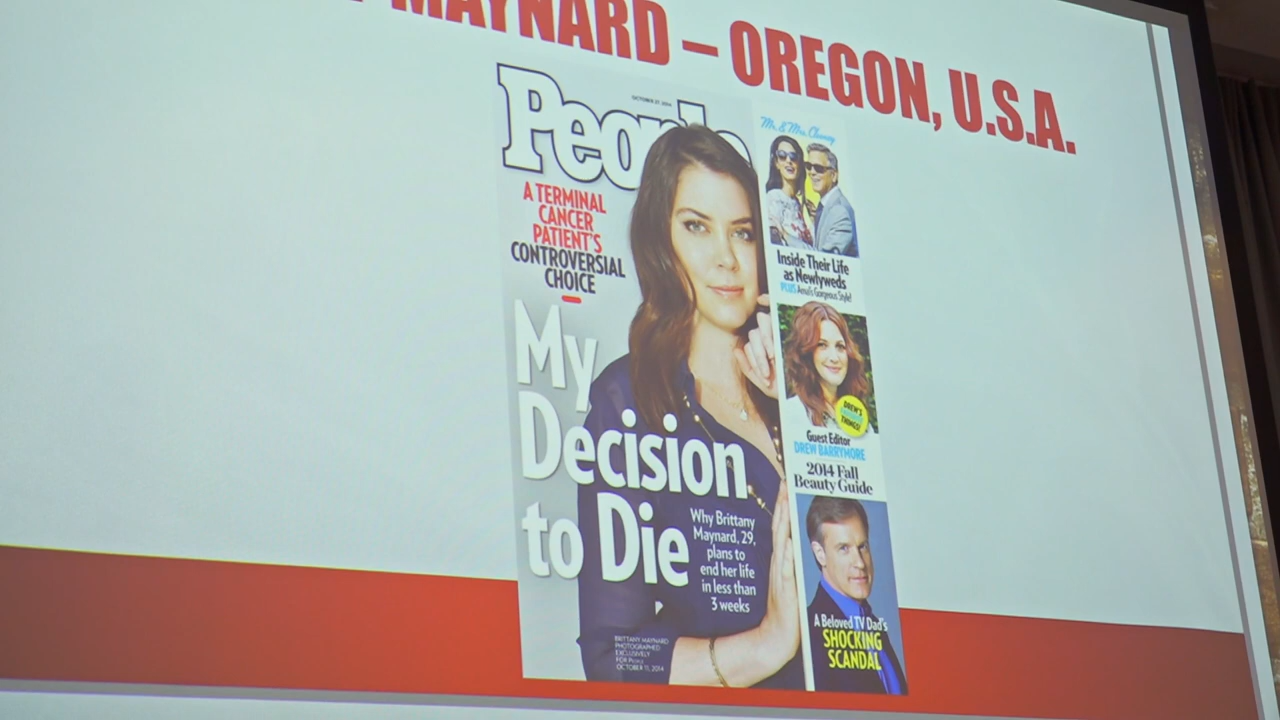 MAYNARD – OREGON, U.S.A.
People
OCTOBER 27, 2014
A TERMINAL
CANCER
PATIENT'S
CONTROVERSIAL
CHOICE
My
Decision
to Die
Why Brittany
Maynard, 29,
plans to
end her life
in less than
3 weeks
BRITTANY MAYNARD
PHOTOGRAPHED
EXCLUSIVELY
FOR People
OCTOBER 11, 2014
Mr. & Mrs. Clooney
Inside Their Life
as Newlyweds
PLUS Amal's Gorgeous Style!
DREW'S
THINGS!
Guest Editor
DREW BARRYMORE
2014 Fall
Beauty Guide
A Beloved TV Dad's
SHOCKING
SCANDAL